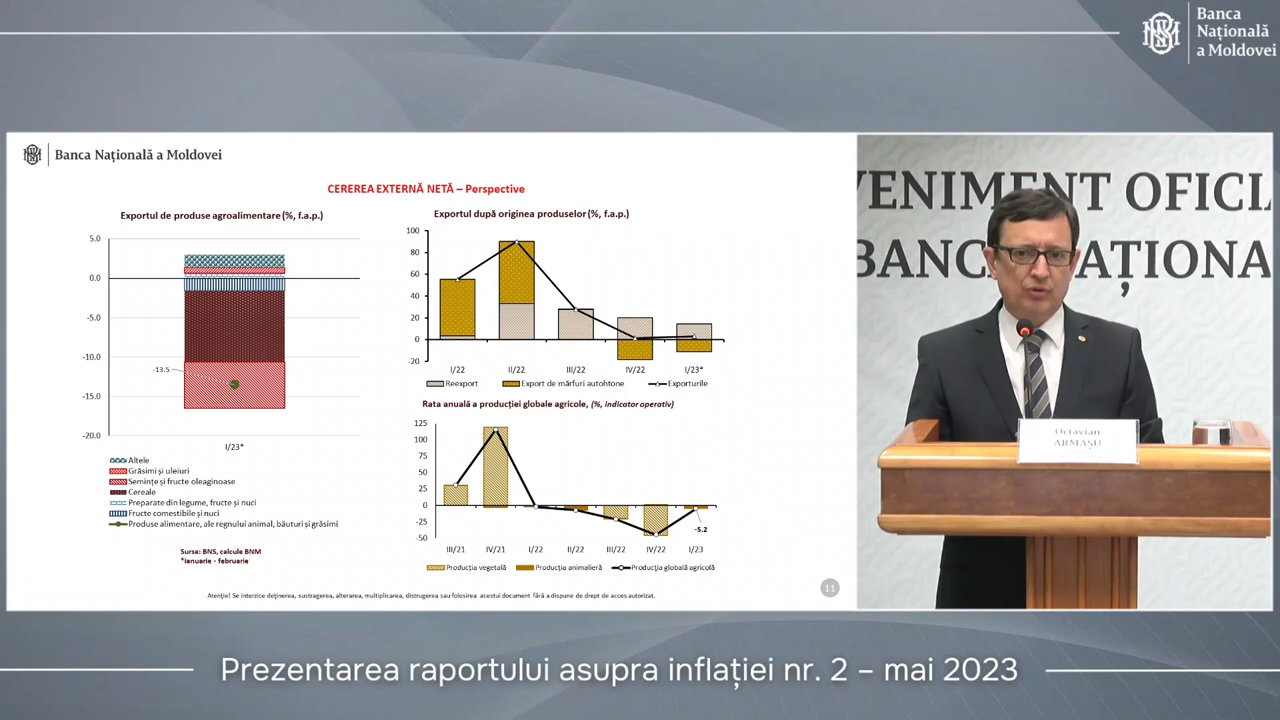 Banca
Națională
a Moldovei
Banca Națională a Moldovei
CEREREA EXTERNĂ NETĂ – Perspective
Exportul de produse agroalimentare (%, f.a.p.)
5.0
0.0
-5.0
-10.0
-15.0
-20.0
-13.5
I/23*
Altele
Grăsimi și uleiuri
Semințe și fructe oleaginoase
Cereale
Preparate din legume, fructe și nuci
Fructe comestibile și nuci
Produse alimentare, ale regnului animal, băuturi și grăsimi
Sursa: BNS, calcule BNM
*ianuarie - februarie
Exportul după originea produselor (%, f.a.p.)
100
80
60
40
20
0
-20
I/22 II/22 III/22 IV/22 I/23*
Reexport Export de mărfuri autohtone Exporturile
Rata anuală a producției globale agricole, (%, indicator operativ)
125
100
75
50
25
0
-25
-50
-5.2
III/21 IV/21 I/22 II/22 III/22 IV/22 I/23
Producția vegetală Producția animalieră Producția globală agricolă
11
Atenție! Se interzice deținerea, sustragerea, alterarea, multiplicarea, distrugerea sau folosirea acestui document fără a dispune de drept de acces autorizat.
VENIMENT OFICI
BANC NAȚIONA
Octavian
ARMAȘU
Prezentarea raportului asupra inflației nr. 2 – mai 2023